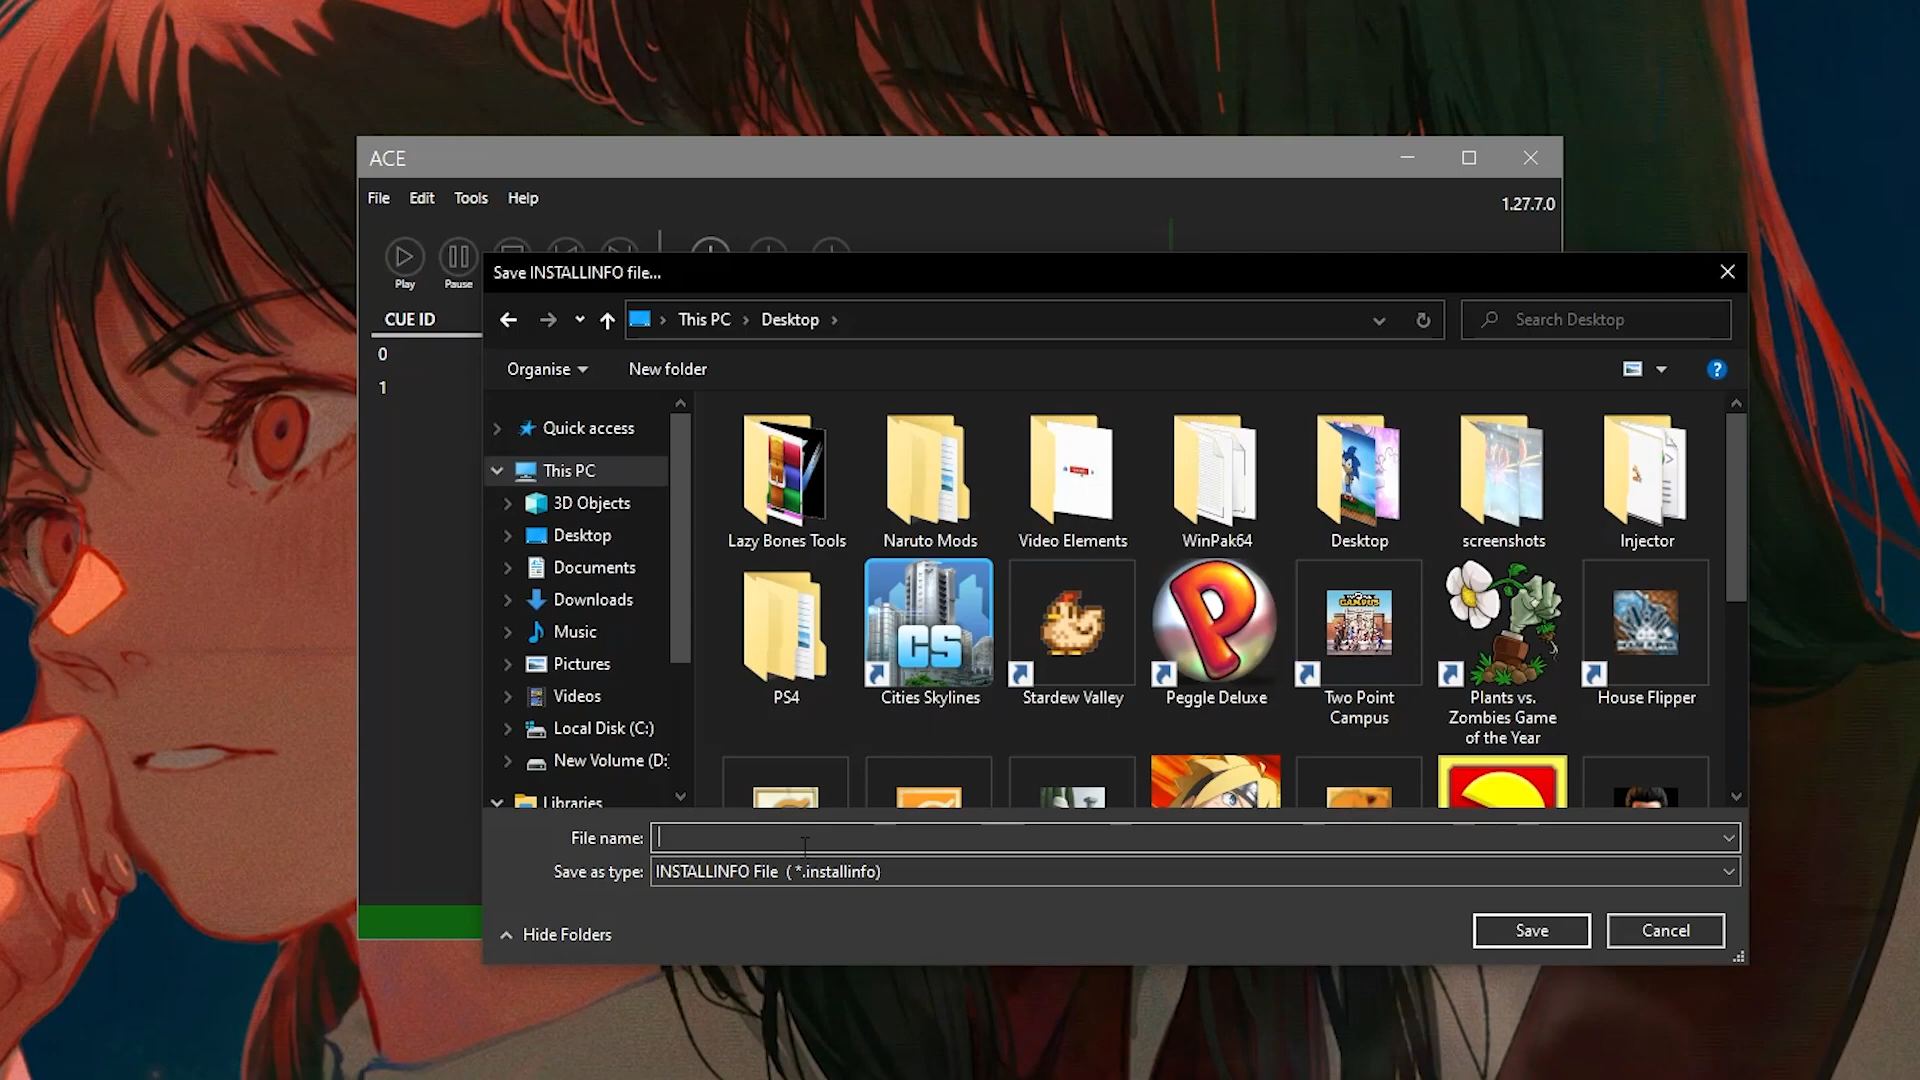 ACE
File Edit Tools Help
1.27.7.0
Play Pause
CUE ID
0
1
Save INSTALLINFO file...
This PC Desktop
Search Desktop
Organise New folder
Quick access
This PC
3D Objects
Desktop
Documents
Downloads
Music
Pictures
Videos
Local Disk (C:)
New Volume (D:
Libraries
Lazy Bones Tools Naruto Mods Video Elements WinPak64 Desktop screenshots Injector
PS4 Cities Skylines Stardew Valley Peggle Deluxe Two Point Campus Plants vs. Zombies Game of the Year House Flipper
CS
P
CAMPUS
File name:
Save as type: INSTALLINFO File ( *.installinfo)
Hide Folders
Save Cancel